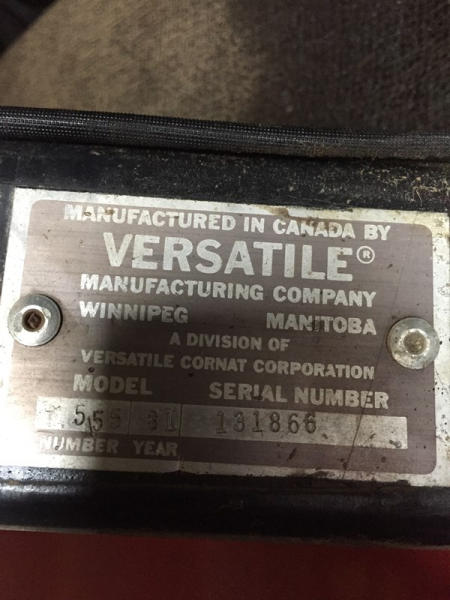 MANUFACTURED IN CANADA BY
VERSATILE®
MANUFACTURING COMPANY
WINNIPEG MANITOBA
A DIVISION OF
VERSATILE CORNAT CORPORATION
MODEL SERIAL NUMBER
555 81 131866
NUMBER YEAR